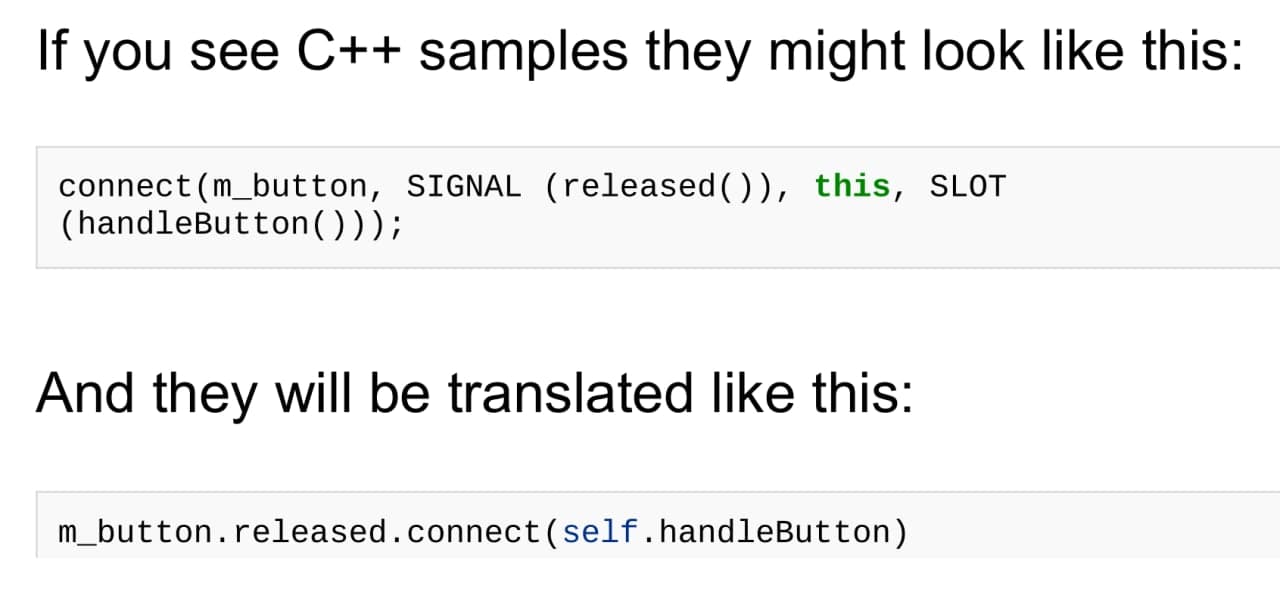 If you see C++ samples they might look like this:
connect(m_button, SIGNAL (released()), this, SLOT
(handleButton()));
And they will be translated like this:
m_button.released.connect(self.handleButton)